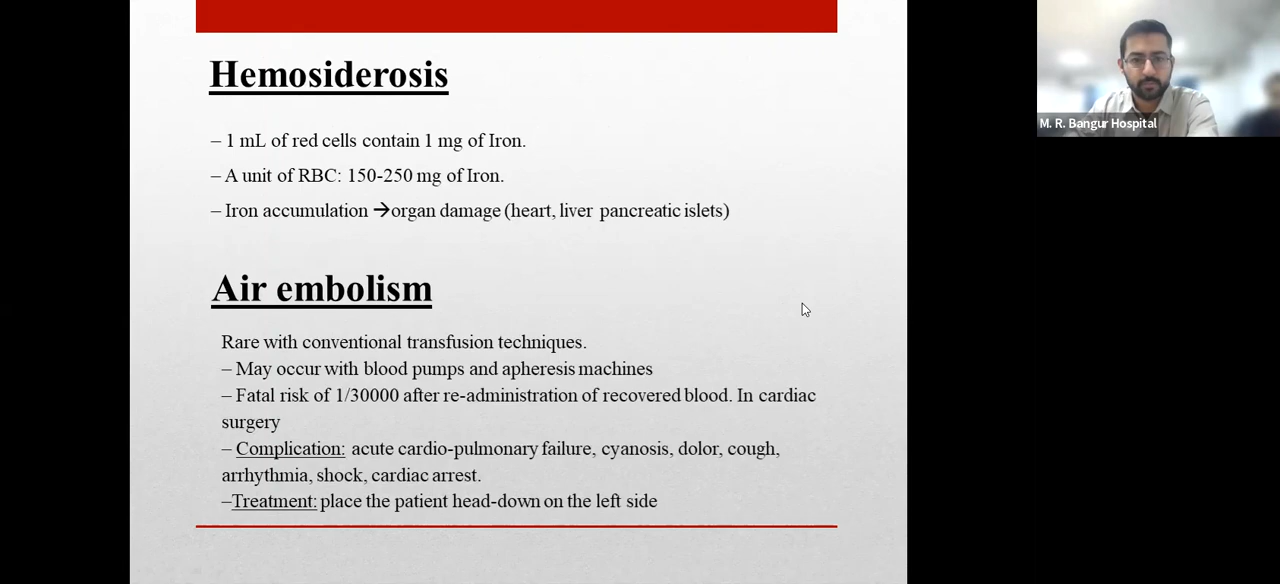 Hemosiderosis
– 1 mL of red cells contain 1 mg of Iron.
– A unit of RBC: 150-250 mg of Iron.
– Iron accumulation →organ damage (heart, liver pancreatic islets)
Air embolism
Rare with conventional transfusion techniques.
– May occur with blood pumps and apheresis machines
– Fatal risk of 1/30000 after re-administration of recovered blood. In cardiac
surgery
– Complication: acute cardio-pulmonary failure, cyanosis, dolor, cough,
arrhythmia, shock, cardiac arrest.
–Treatment: place the patient head-down on the left side
M. R. Bangur Hospital